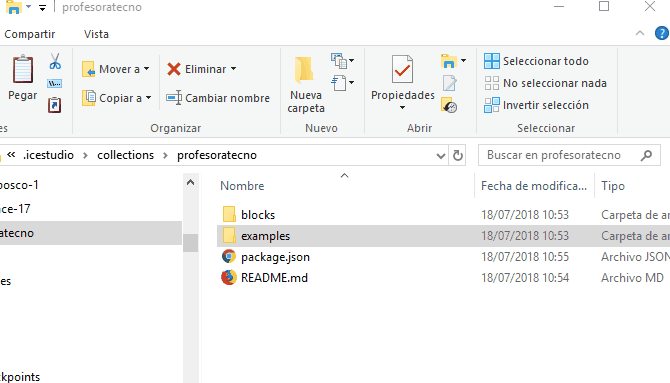 profesoratecno
Compartir
Vista
Pegar
Mover a
Copiar a
Eliminar
Cambiar nombre
Nueva
carpeta
Propiedades
Seleccionar todo
No seleccionar nada
Invertir selección
es
Organizar
Nuevo
Abrir
Seleccionar
« .icestudio > collections > profesoratecno
Buscar en profesoratecno
bosco-1
ce-17
atecno
es
ckpoints
Nombre
Fecha de modifica...
Tipo
blocks
18/07/2018 10:53
Carpeta de ar
examples
18/07/2018 10:53
Carpeta de ar
package.json
18/07/2018 10:55
Archivo JSON
README.md
18/07/2018 10:54
Archivo MD